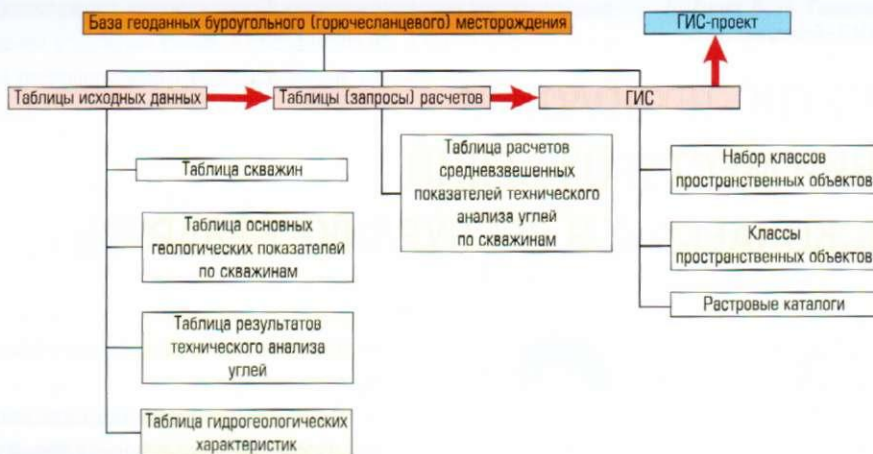 База геоданных буроугольного (горючесланцевого) месторождения
ГИС-проект
Таблицы исходных данных
Таблицы (запросы) расчетов
ГИС
Таблица скважин
Таблица основных
геологических показателей
по скважинам
Таблица результатов
технического анализа
углей
Таблица гидрогеологических
характеристик
Таблица расчетов
средневзвешенных
показателей технического
анализа углей
по скважинам
Набор классов
пространственных объектов
Классы
пространственных объектов
Растровые каталоги